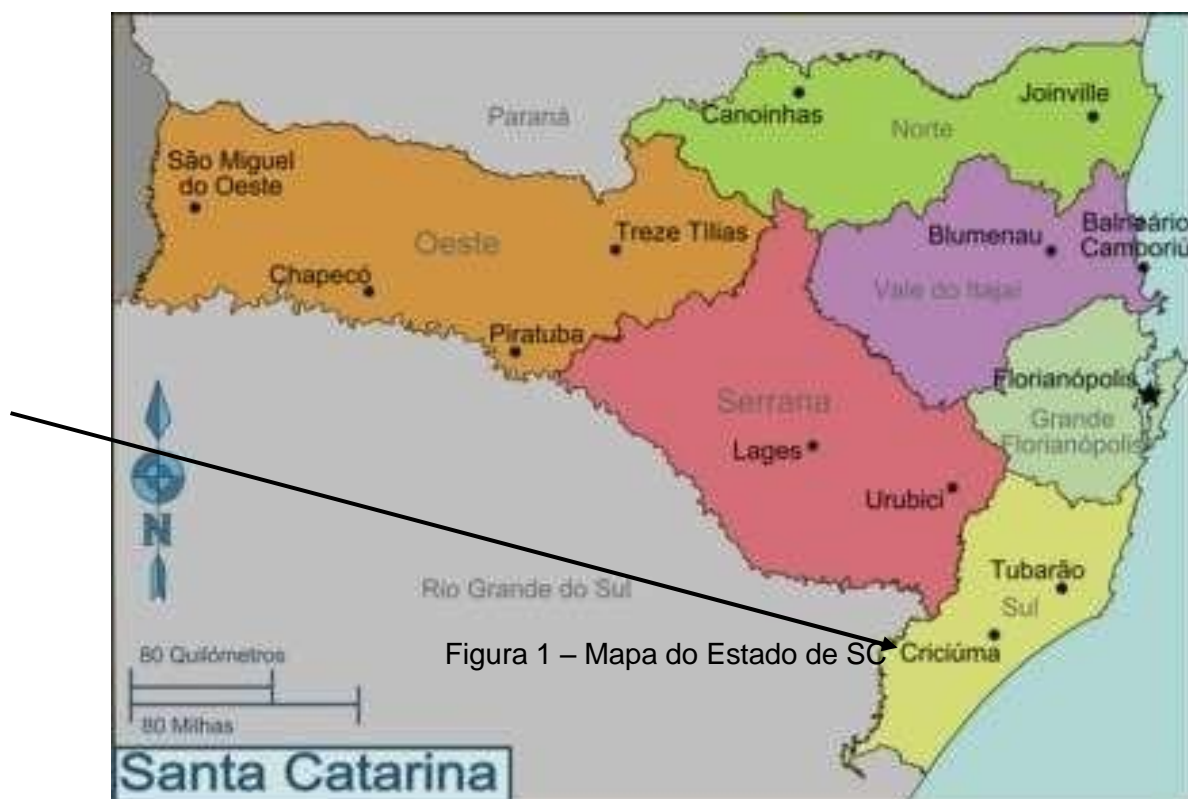 Paraná
Canoinhas
Norte
Joinville
São Miguel
do Oeste
Oeste
Treze Tílias
Chapecó
Piratuba
Blumenau
Balneário
Camboriú
Vale do Itajaí
Florianópolis
Grande
Florianópolis
Serrana
Lages
Urubici
N
Rio Grande do Sul
Tubarão
Sul
Criciúma
Figura 1 – Mapa do Estado de SC
80 Quilómetros
80 Milhas
Santa Catarina